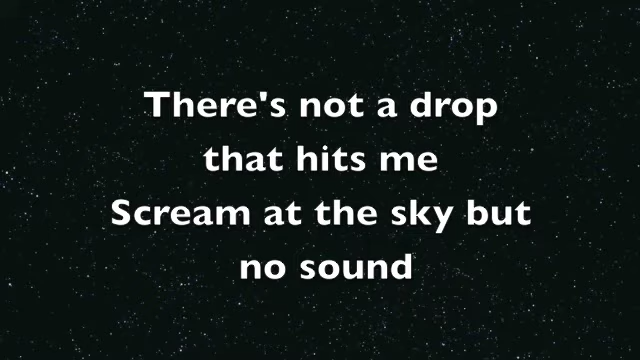 There's not a drop
that hits me
Scream at the sky but
no sound